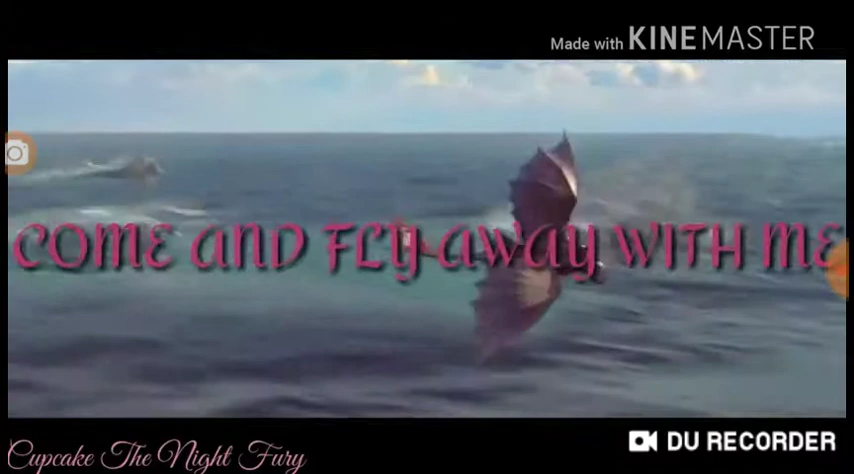 Made with KINEMASTER
COME AND FLY AWAY WITH ME
DU RECORDER
Cupcake The Night Fury